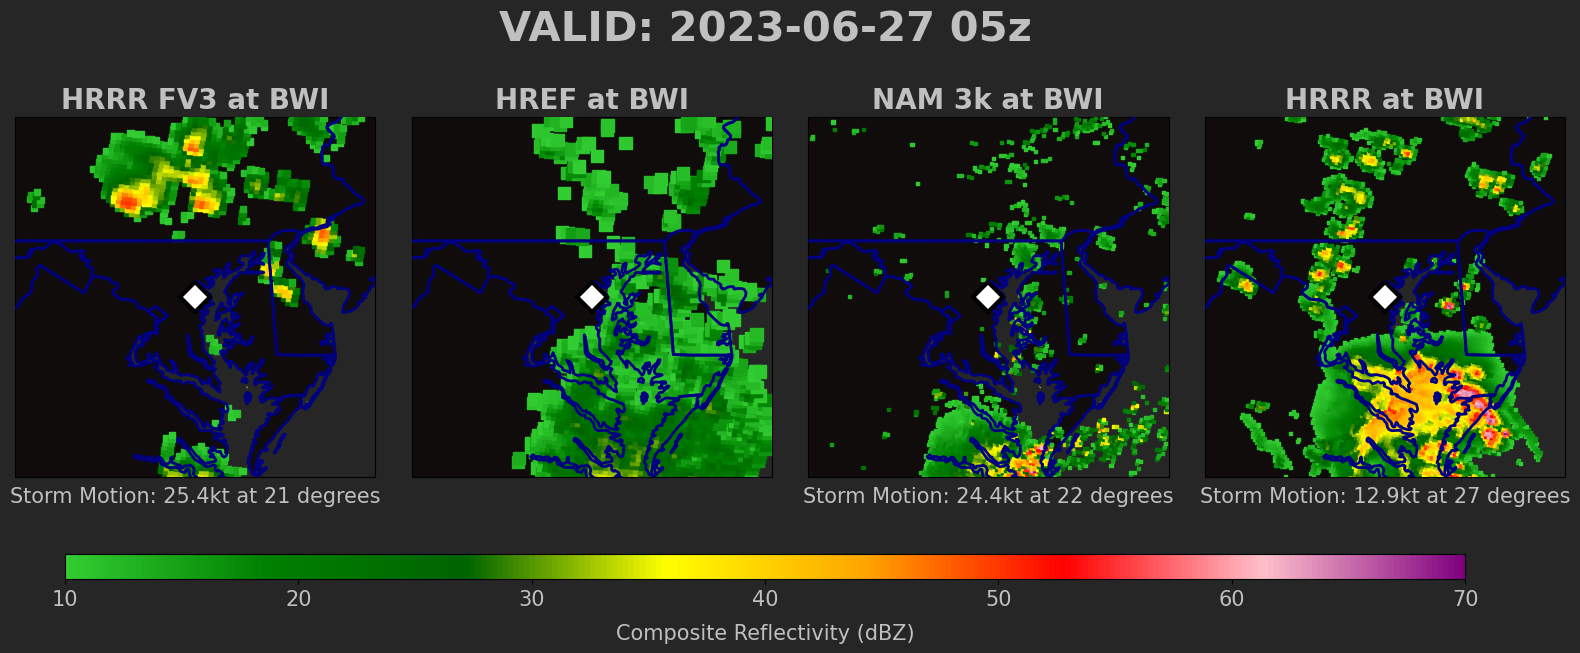 VALID: 2023-06-27 05z
HRRR FV3 at BWI
HREF at BWI
NAM 3k at BWI
HRRR at BWI
Storm Motion: 25.4kt at 21 degrees
Storm Motion: 24.4kt at 22 degrees
Storm Motion: 12.9kt at 27 degrees
10 20 30 40 50 60 70
Composite Reflectivity (dBZ)